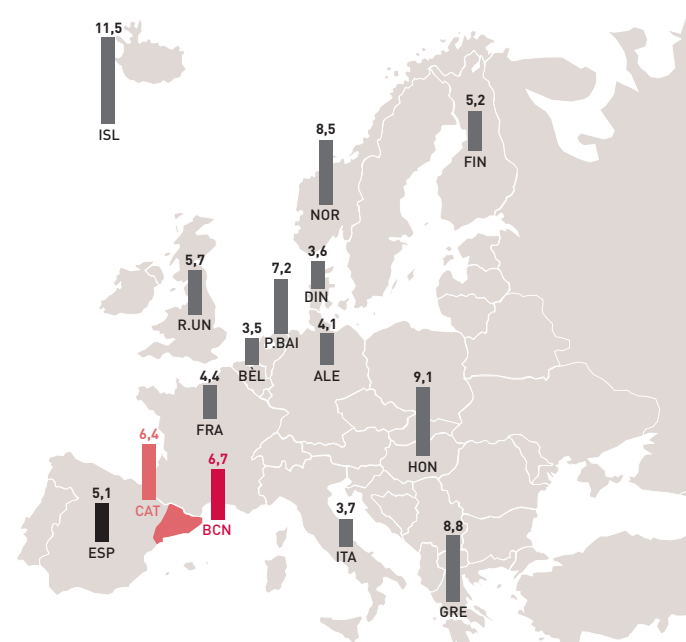 11,5
ISL
5,2
FIN
8,5
NOR
5,7
R.UN
7,2
P.BAI
3,6
DIN
3,5
BÈL
4,1
ALE
4,4
FRA
9,1
HON
6,4
CAT
6,7
BCN
5,1
ESP
3,7
ITA
8,8
GRE